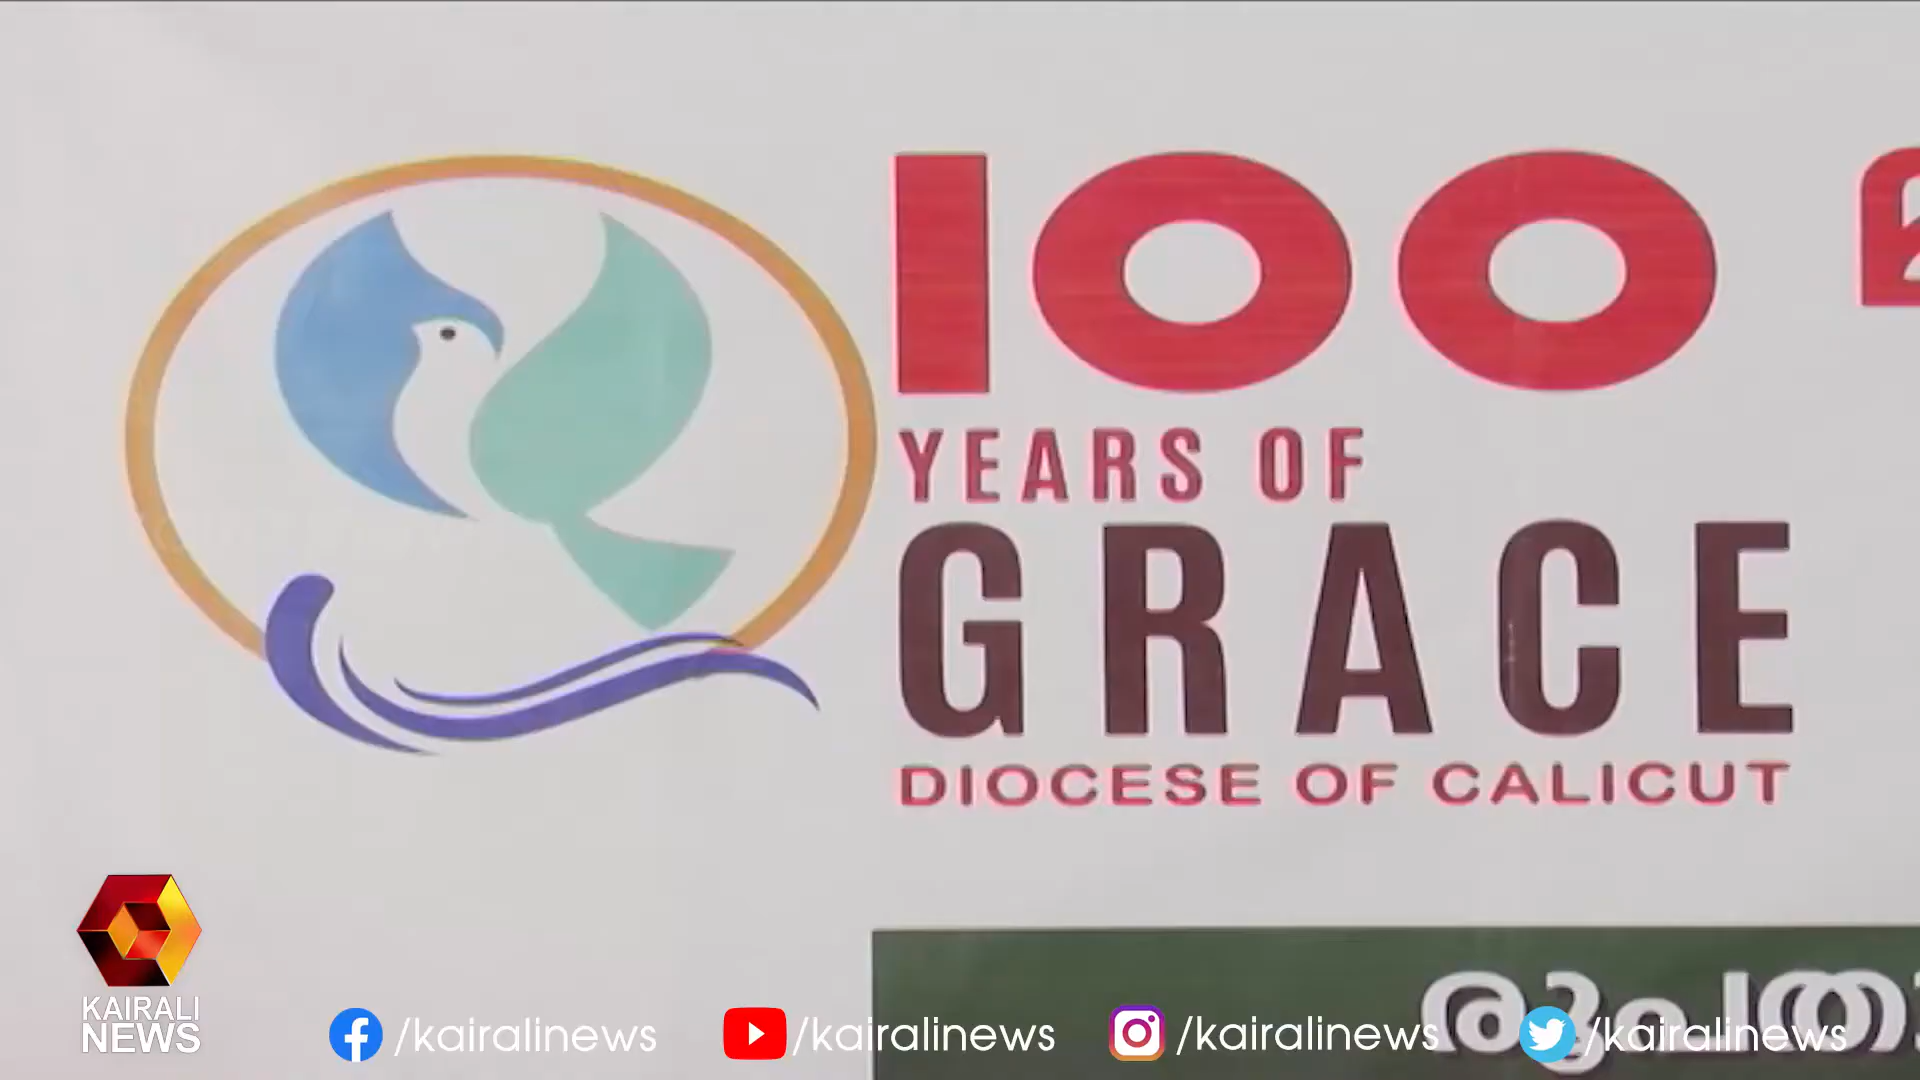 100
YEARS OF
GRACE
DIOCESE OF CALICUT
KAIRALI
NEWS
/kairalinews
/kairalinews
/kairalinews
/kairalinews